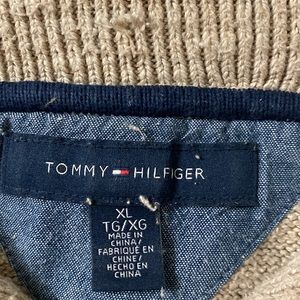 TOMMY HILFIGER
XL
TG/XG
MADE IN
CHINA/
FABRIQUÉ EN
CHINE/
HECHO EN
CHINA